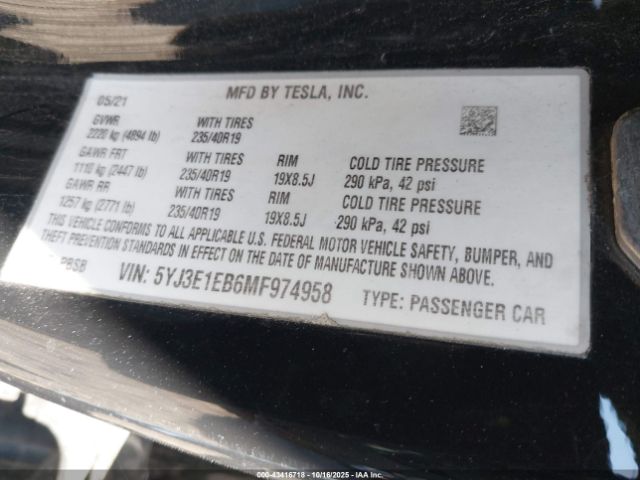 MFD BY TESLA, INC.
05/21
GVWR WITH TIRES
2220 kg (4894 lb) 235/40R19
GAWR FRT WITH TIRES RIM COLD TIRE PRESSURE
1110 kg (2447 lb) 235/40R19 19X8.5J 290 kPa, 42 psi
GAWR RR WITH TIRES RIM COLD TIRE PRESSURE
1257 kg (2771 lb) 235/40R19 19X8.5J 290 kPa, 42 psi
THIS VEHICLE CONFORMS TO ALL APPLICABLE U.S. FEDERAL MOTOR VEHICLE SAFETY, BUMPER, AND
THEFT PREVENTION STANDARDS IN EFFECT ON THE DATE OF MANUFACTURE SHOWN ABOVE.
PBSB VIN: 5YJ3E1EB6MF974958 TYPE: PASSENGER CAR
000-43416718 - 10/16/2025 - VEHICLE